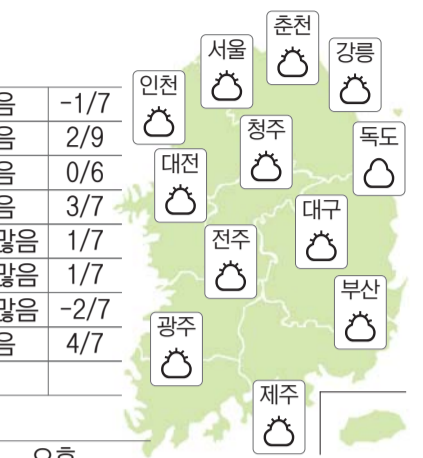 춘천
서울
강릉
인천
음 -1/7
음 2/9
청주
독도
음 0/6
대전
음 3/7
대구
많음 1/7
전주
많음 1/7
많음 -2/7
부산
음 4/7
광주
제주